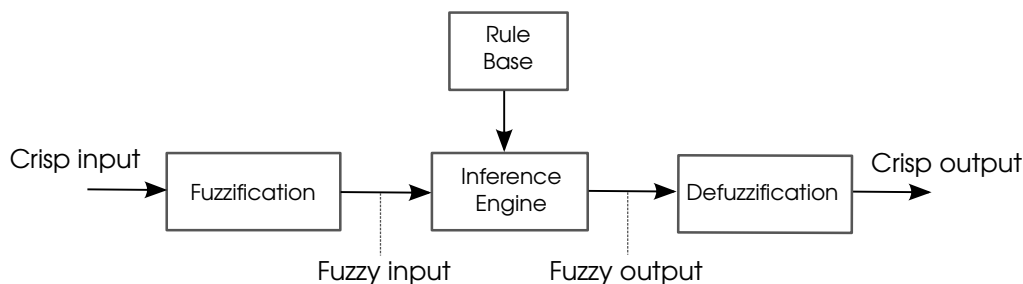 Rule
Base
Crisp input
Fuzzification
Inference
Engine
Defuzzification
Crisp output
Fuzzy input
Fuzzy output